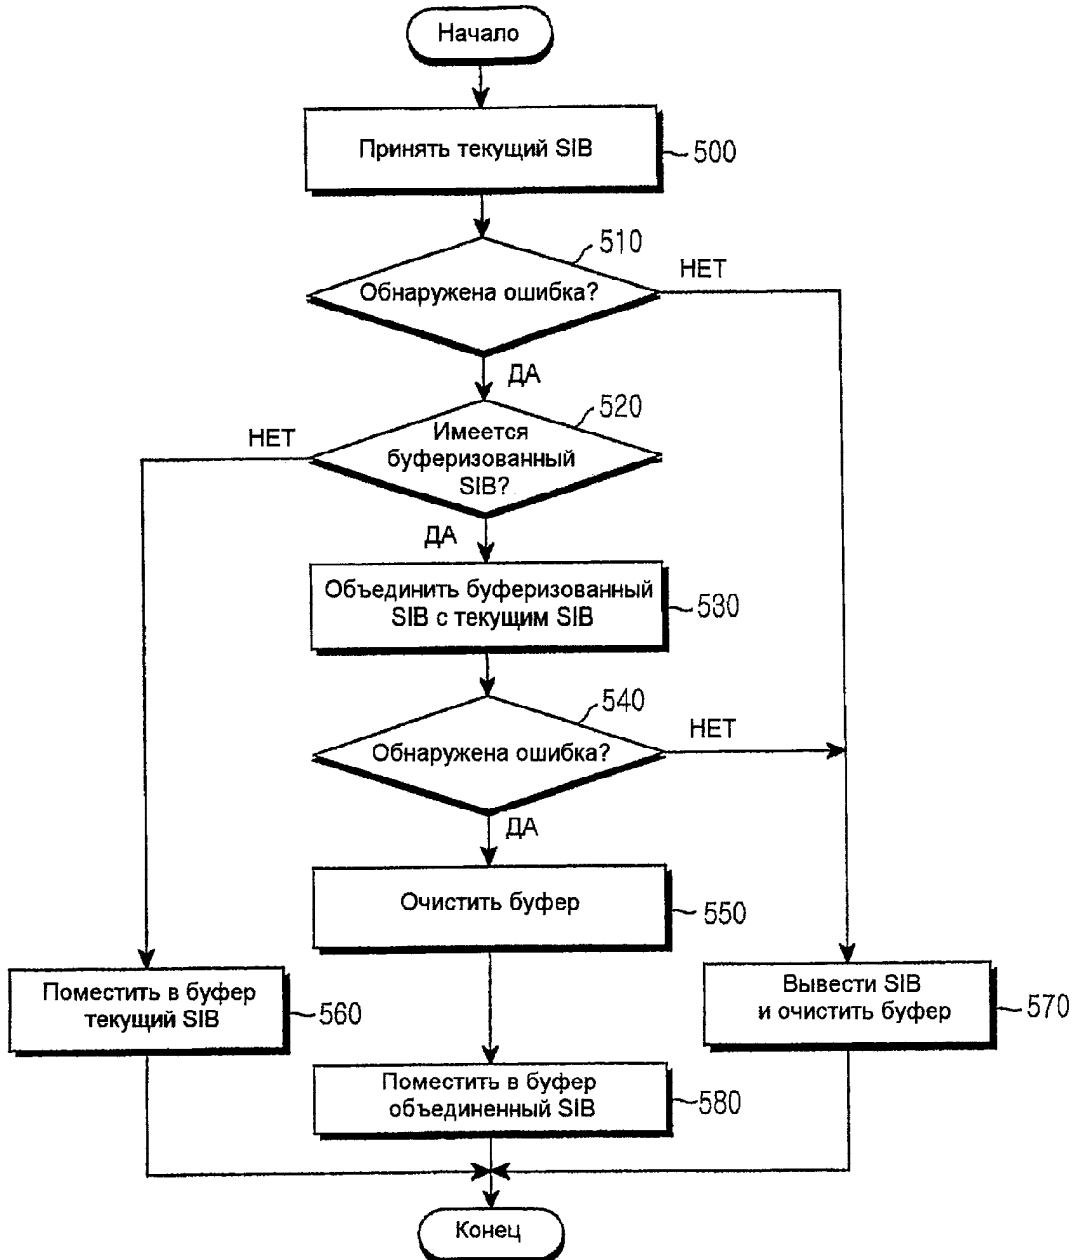 Начало
Принять текущий SIB
500
510
Обнаружена ошибка?
НЕТ
ДА
520
Имеется
буферизованный
SIB?
НЕТ
ДА
Объединить буферизованный
SIB с текущим SIB
530
540
Обнаружена ошибка?
НЕТ
ДА
Очистить буфер
550
Поместить в буфер
текущий SIB
560
Вывести SIB
и очистить буфер
570
Поместить в буфер
объединенный SIB
580
Конец